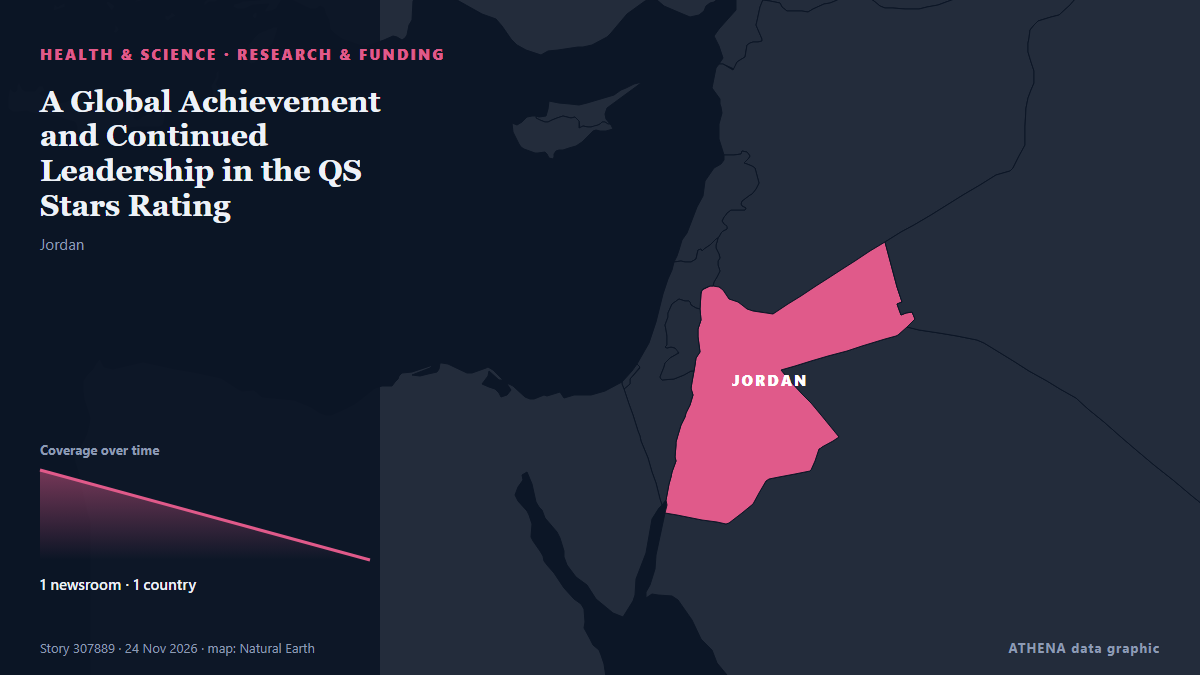 HEALTH & SCIENCE · RESEARCH & FUNDING
A Global Achievement
and Continued
Leadership in the QS
Stars Rating
Jordan
JORDAN
Coverage over time
1 newsroom · 1 country
Story 307889 · 24 Nov 2026 · map: Natural Earth
ATHENA data graphic